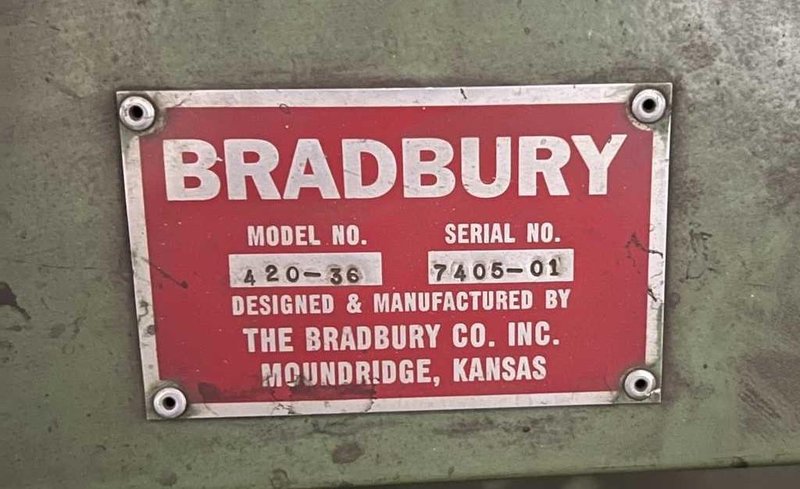 BRADBURY
MODEL NO. SERIAL NO.
420-36 7405-01
DESIGNED & MANUFACTURED BY
THE BRADBURY CO. INC.
MOUNDRIDGE, KANSAS